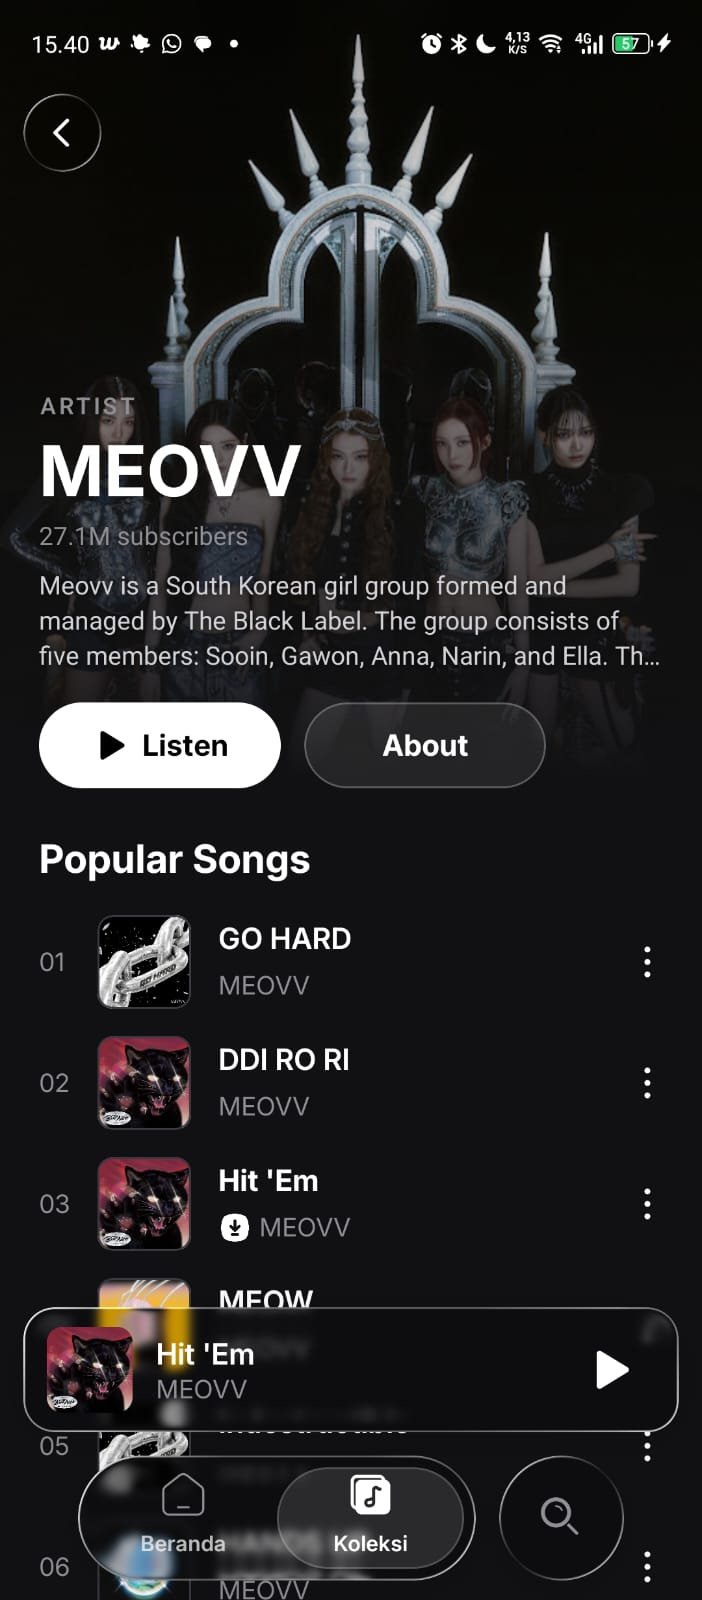 15.40
4,13 K/S
4G
57
ARTIST
MEOVV
27.1M subscribers
Meovv is a South Korean girl group formed and
managed by The Black Label. The group consists of
five members: Sooin, Gawon, Anna, Narin, and Ella. Th…
Listen
About
Popular Songs
01
GO HARD
MEOVV
02
DDI RO RI
MEOVV
03
Hit 'Em
MEOVV
MEOW
Hit 'Em
MEOVV
05
Beranda
Koleksi
06
HANDS
MEOVV